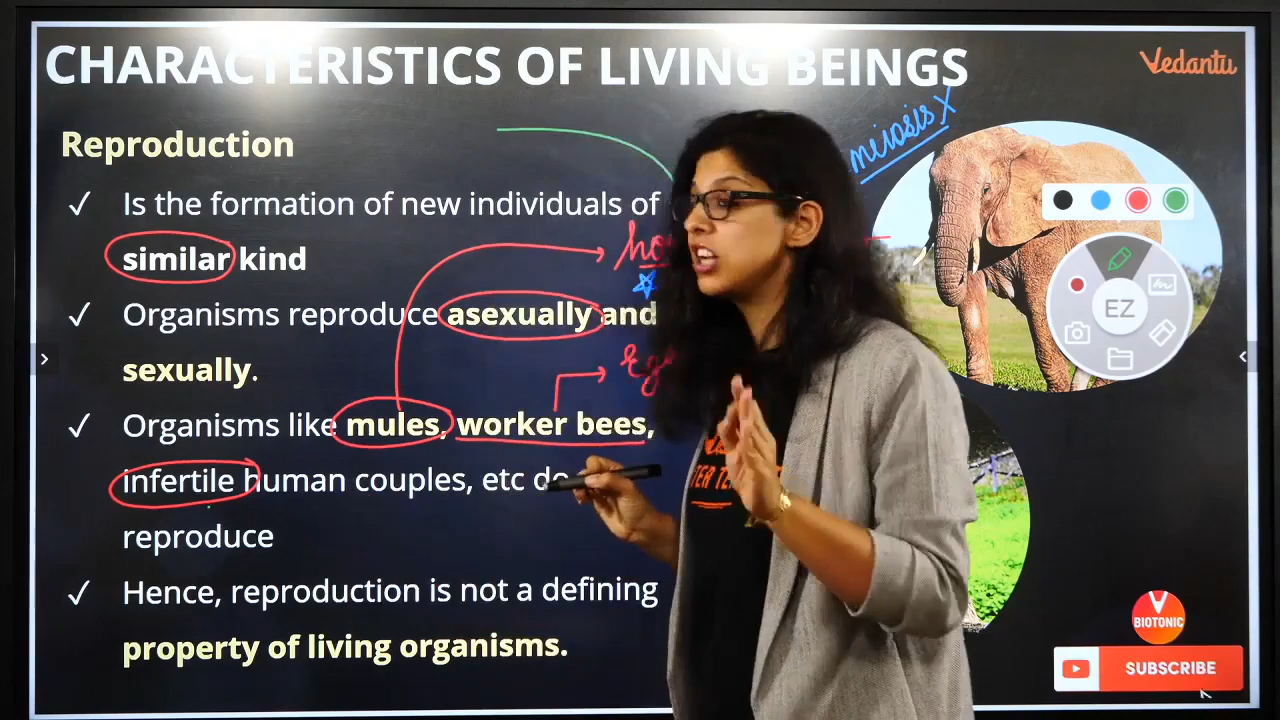 CHARACTERISTICS OF LIVING BEINGS
Vedantu
Reproduction
miosis X
✓ Is the formation of new individuals of
similar kind
✓ Organisms reproduce asexually and
sexually.
✓ Organisms like mules, worker bees,
infertile human couples, etc do
reproduce
✓ Hence, reproduction is not a defining
property of living organisms.
EZ
V
BIOTONIC
SUBSCRIBE